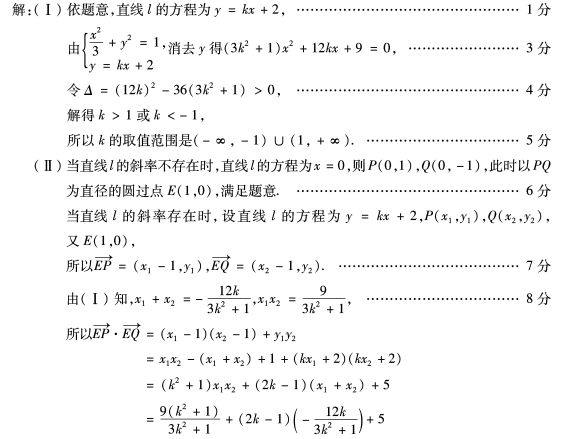 解:(Ⅰ)依题意,直线 l 的方程为 y = kx + 2, ………………………………………… 1 分
由{x²/3 + y² = 1, y = kx + 2 消去 y 得(3k² + 1)x² + 12kx + 9 = 0, …………………… 3 分
令 Δ = (12k)² - 36(3k² + 1) > 0, ………………………………………… 4 分
解得 k > 1 或 k < - 1,
所以 k 的取值范围是( - ∞ , - 1) ∪ (1, + ∞ ). …………………………… 5 分
(Ⅱ)当直线 l 的斜率不存在时,直线 l 的方程为 x = 0,则 P(0,1),Q(0, - 1),此时以 PQ
为直径的圆过点 E(1,0),满足题意. ………………………………………… 6 分
当直线 l 的斜率存在时,设直线 l 的方程为 y = kx + 2,P(x₁,y₁),Q(x₂,y₂),
又 E(1,0),
所以$\overrightarrow{EP}$ = (x₁ - 1,y₁),$\overrightarrow{EQ}$ = (x₂ - 1,y₂). ……………………………………… 7 分
由(Ⅰ)知,x₁ + x₂ = - 12k/(3k² + 1),x₁x₂ = 9/(3k² + 1), …………………………… 8 分
所以$\overrightarrow{EP}$ · $\overrightarrow{EQ}$ = (x₁ - 1)(x₂ - 1) + y₁y₂
= x₁x₂ - (x₁ + x₂) + 1 + (kx₁ + 2)(kx₂ + 2)
= (k² + 1)x₁x₂ + (2k - 1)(x₁ + x₂) + 5
= 9(k² + 1)/(3k² + 1) + (2k - 1)( - 12k/(3k² + 1)) + 5